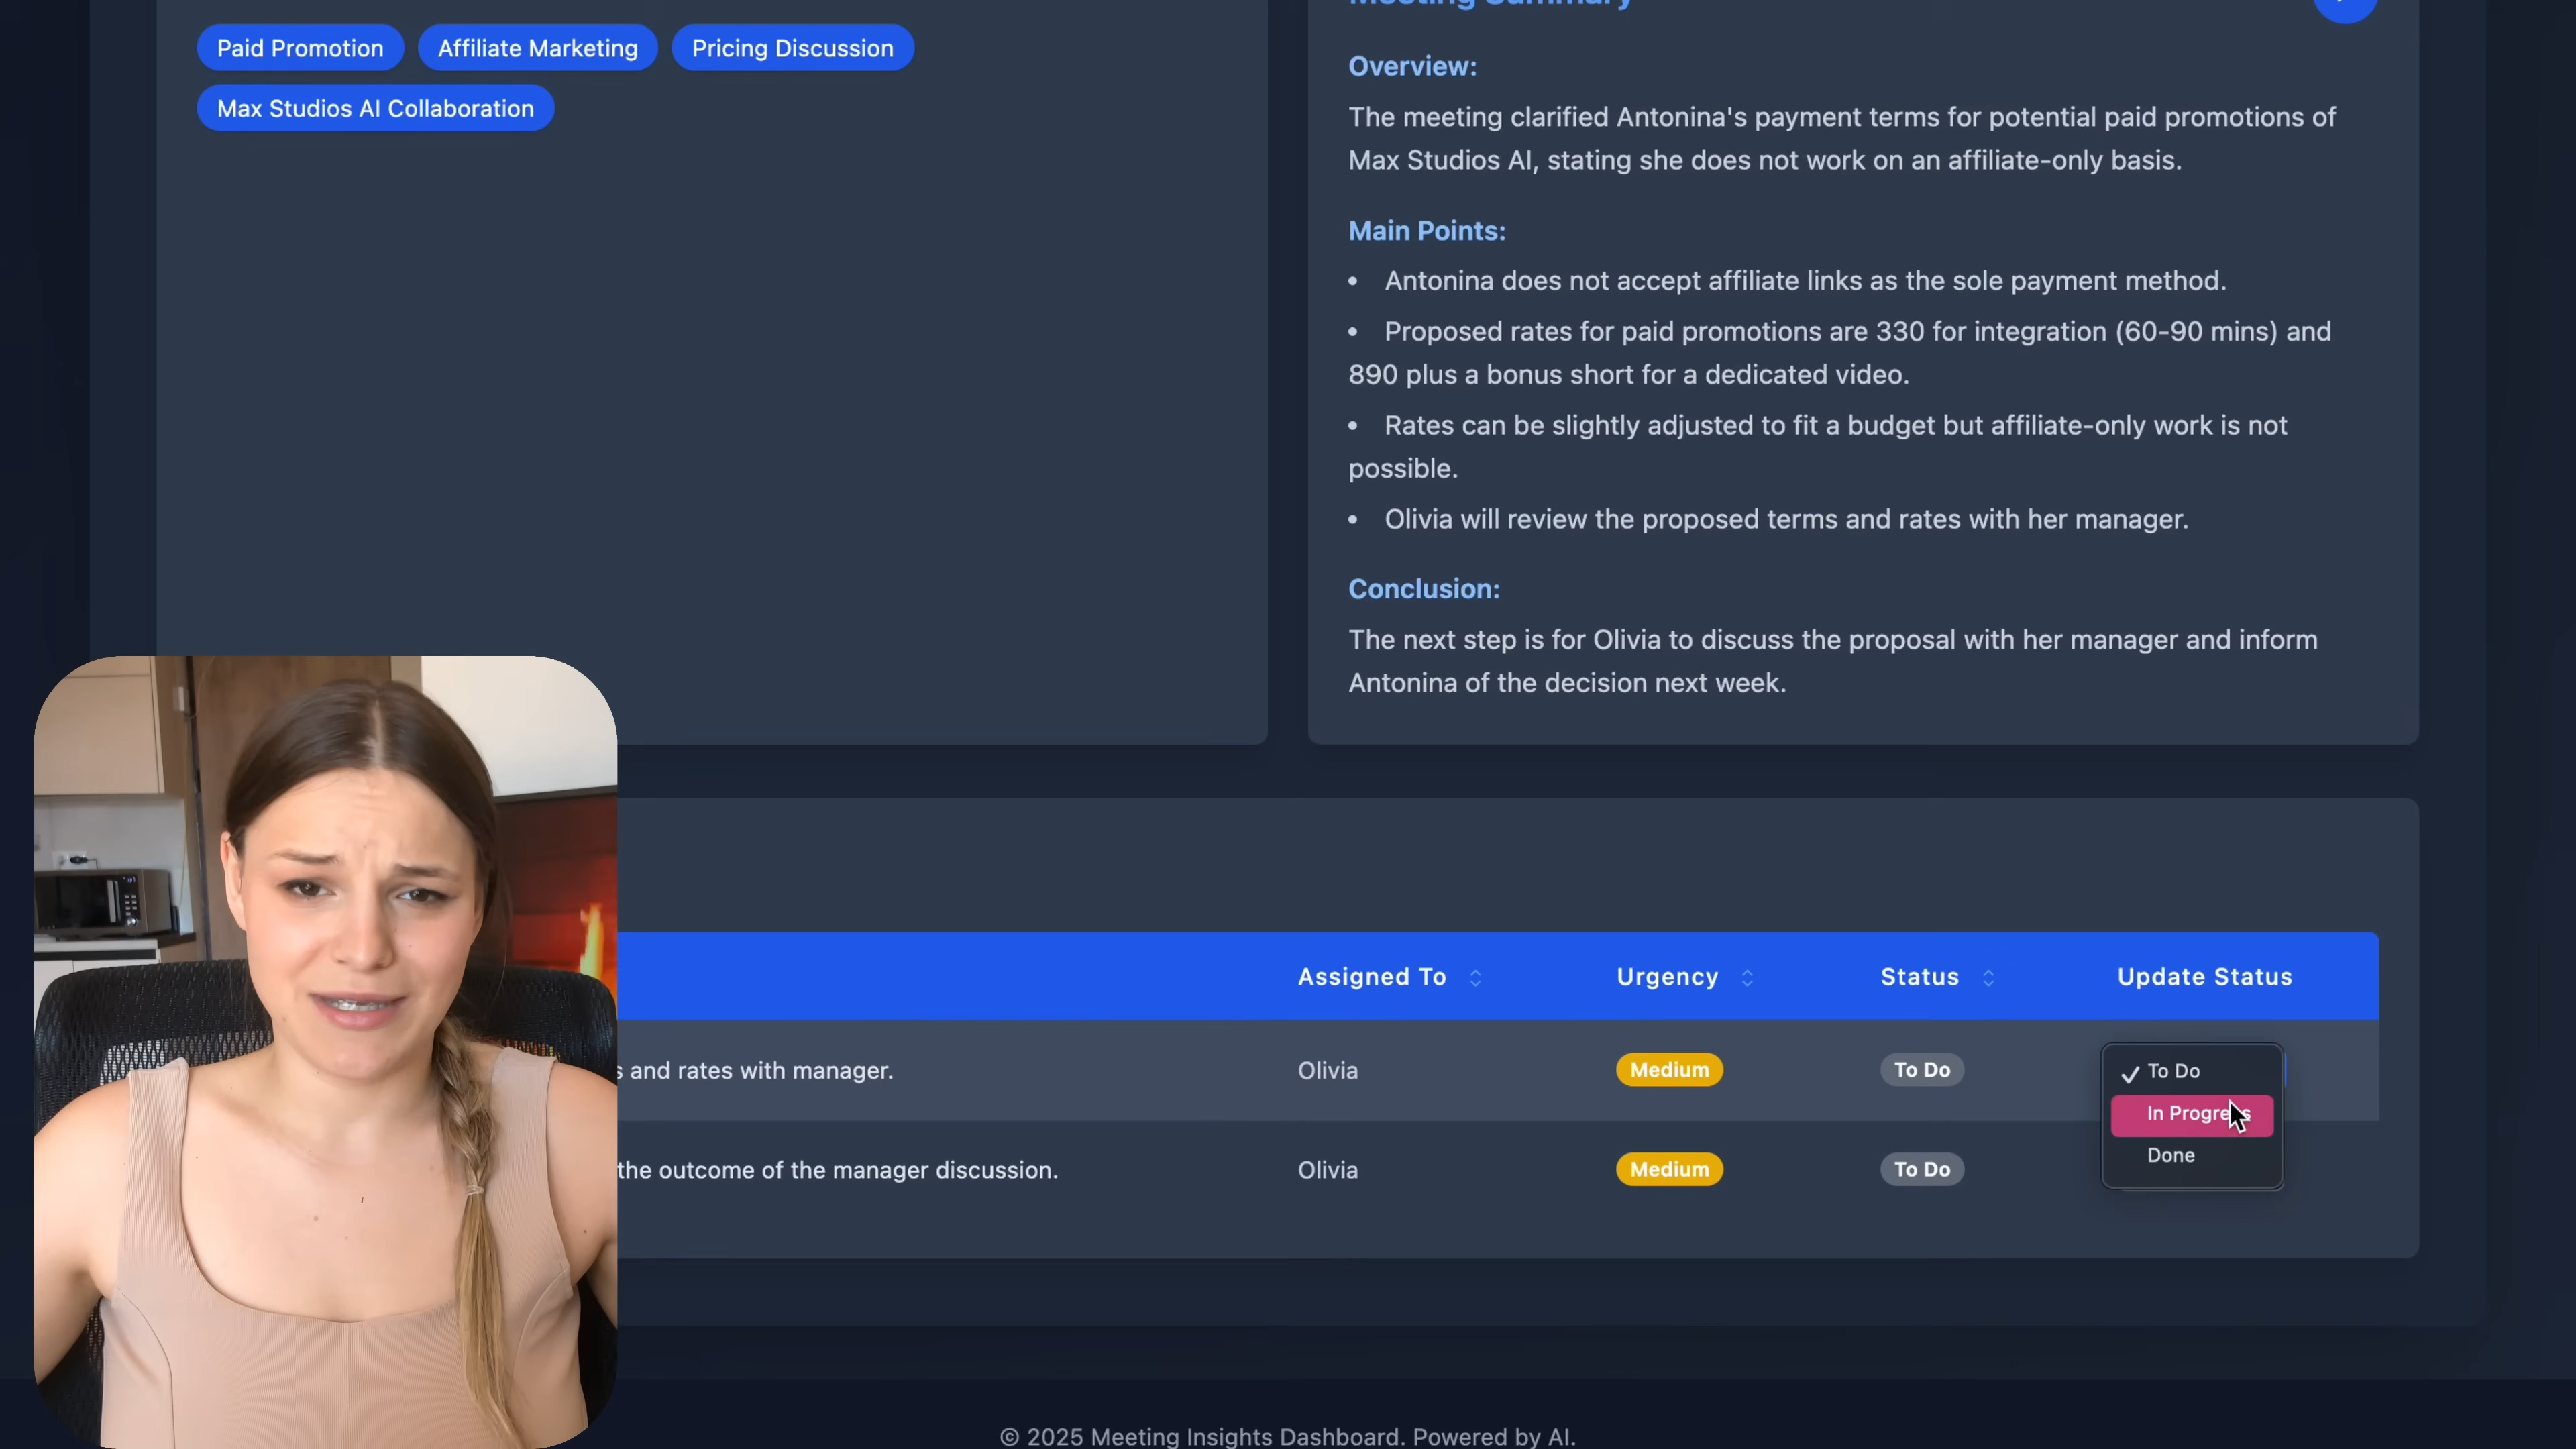 Meeting Summary
Paid Promotion
Affiliate Marketing
Pricing Discussion
Max Studios AI Collaboration
Overview:
The meeting clarified Antonina's payment terms for potential paid promotions of
Max Studios AI, stating she does not work on an affiliate-only basis.
Main Points:
• Antonina does not accept affiliate links as the sole payment method.
• Proposed rates for paid promotions are 330 for integration (60-90 mins) and
890 plus a bonus short for a dedicated video.
• Rates can be slightly adjusted to fit a budget but affiliate-only work is not
possible.
• Olivia will review the proposed terms and rates with her manager.
Conclusion:
The next step is for Olivia to discuss the proposal with her manager and inform
Antonina of the decision next week.
Assigned To
Urgency
Status
Update Status
s and rates with manager.
Olivia
Medium
To Do
✓ To Do
In Progress
Done
the outcome of the manager discussion.
Olivia
Medium
To Do
© 2025 Meeting Insights Dashboard. Powered by AI.